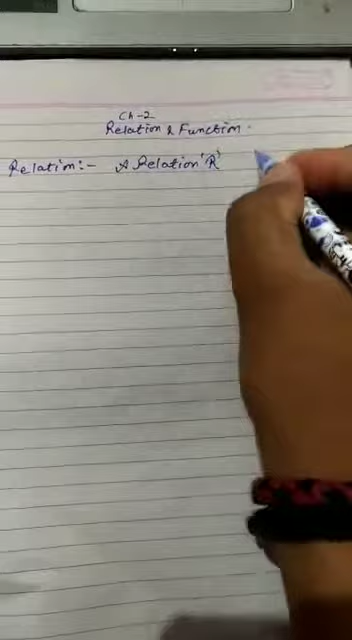 Ch-2
Relation & Function.
Relation:- A Relation 'R'